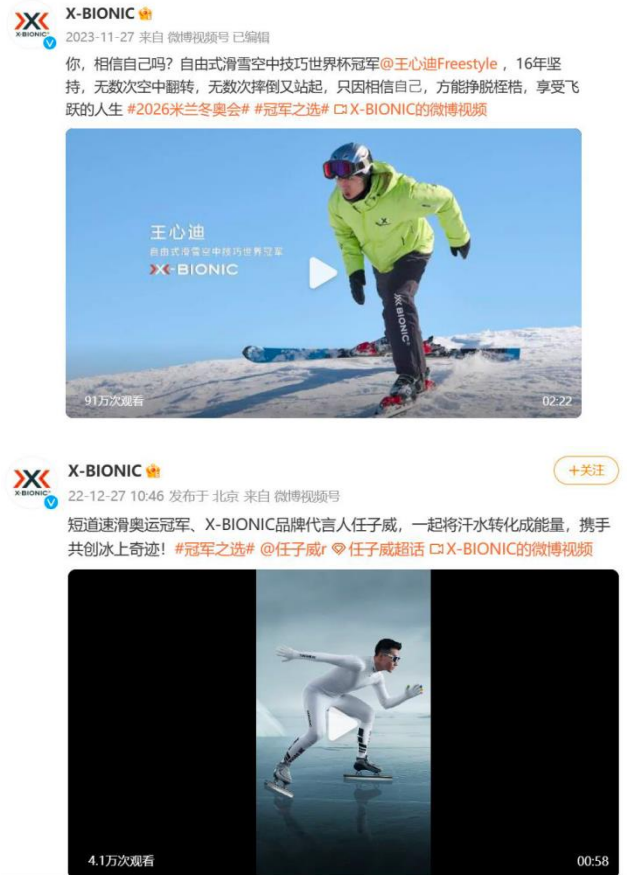 X-BIONIC
X-BIONIC®
2023-11-27 来自 微博视频号 已编辑
你，相信自己吗？自由式滑雪空中技巧世界杯冠军@王心迪Freestyle ，16年坚
持，无数次空中翻转，无数次摔倒又站起，只因相信自己，方能挣脱桎梏，享受飞
跃的人生 #2026米兰冬奥会# #冠军之选# X-BIONIC的微博视频
王心迪
自由式滑雪空中技巧世界冠军
X-BIONIC
X-BIONIC®
91万次观看
02:22
X-BIONIC
+关注
X-BIONIC®
22-12-27 10:46 发布于 北京 来自 微博视频号
短道速滑奥运冠军、X-BIONIC品牌代言人任子威，一起将汗水转化成能量，携手
共创冰上奇迹！#冠军之选# @任子威r 任子威超话 X-BIONIC的微博视频
4.1万次观看
00:58